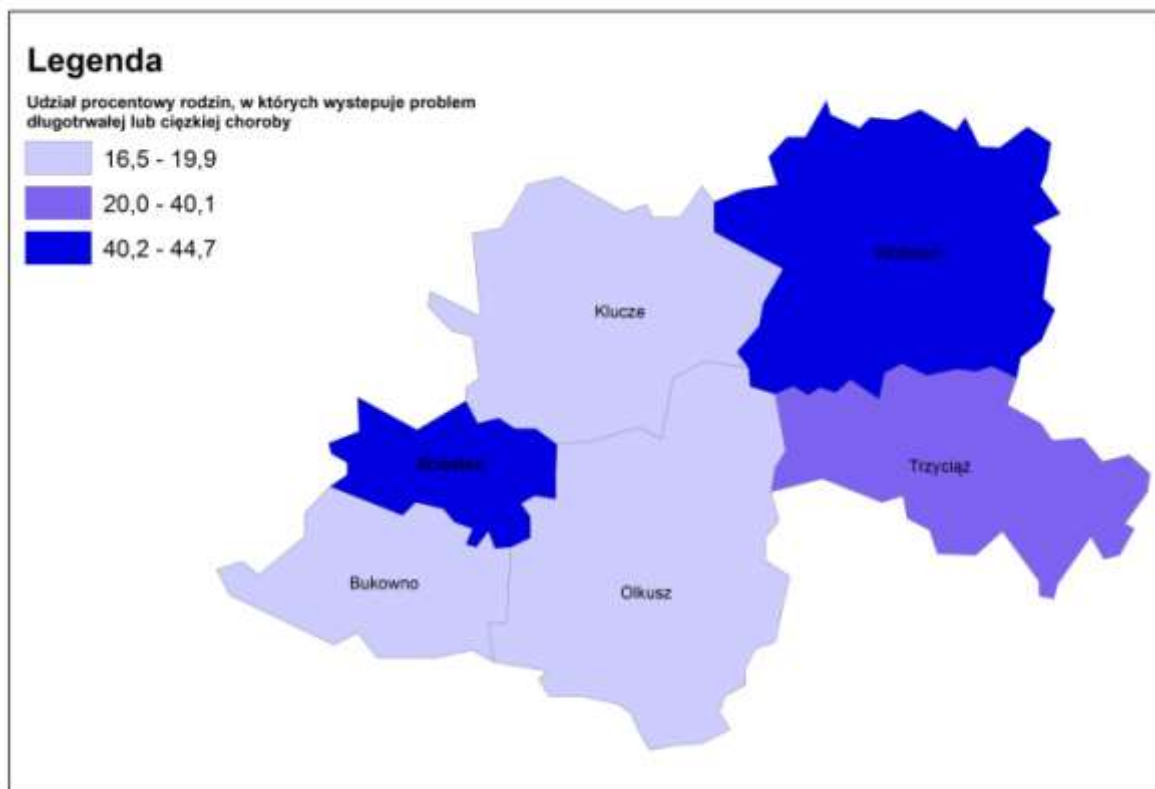 Legenda
Udział procentowy rodzin, w których wystepuje problem
długotrwałej lub cięzkiej choroby
16,5 - 19,9
20,0 - 40,1
40,2 - 44,7
Klucze
Trzyciąż
Bukowno
Olkusz